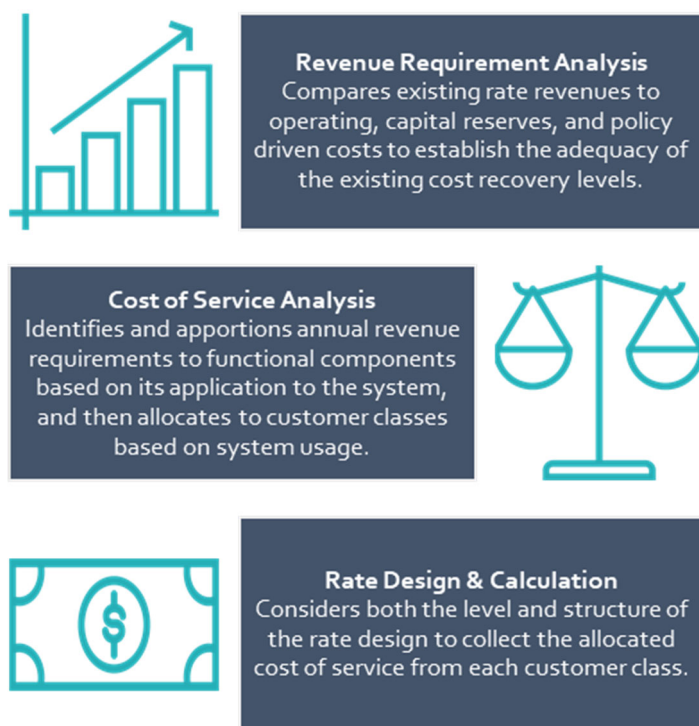 Revenue Requirement Analysis
Compares existing rate revenues to
operating, capital reserves, and policy
driven costs to establish the adequacy of
the existing cost recovery levels.
Cost of Service Analysis
Identifies and apportions annual revenue
requirements to functional components
based on its application to the system,
and then allocates to customer classes
based on system usage.
$
Rate Design & Calculation
Considers both the level and structure of
the rate design to collect the allocated
cost of service from each customer class.